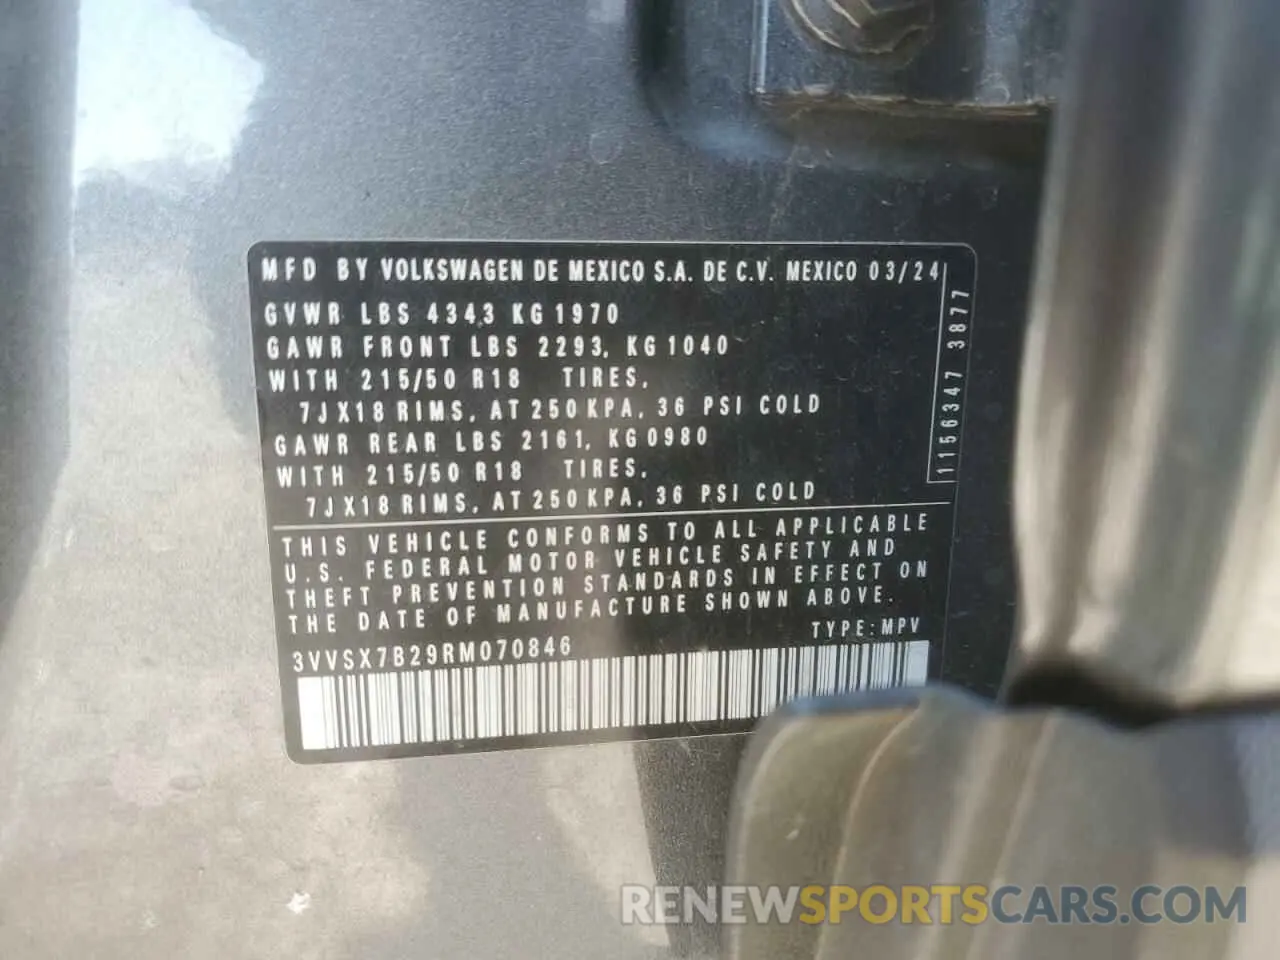 MFD BY VOLKSWAGEN DE MEXICO S.A. DE C.V. MEXICO 03/24
GVWR LBS 4343 KG 1970
GAWR FRONT LBS 2293, KG 1040
WITH 215/50 R18 TIRES,
7J X18 RIMS, AT 250 KPA, 36 PSI COLD
GAWR REAR LBS 2161, KG 0980
WITH 215/50 R18 TIRES,
7J X18 RIMS, AT 250 KPA, 36 PSI COLD
1156347 3877
THIS VEHICLE CONFORMS TO ALL APPLICABLE
U.S. FEDERAL MOTOR VEHICLE SAFETY AND
THEFT PREVENTION STANDARDS IN EFFECT ON
THE DATE OF MANUFACTURE SHOWN ABOVE.
TYPE: MPV
3VVSX7B29RM070846
RENEWSPORTSCARS.COM